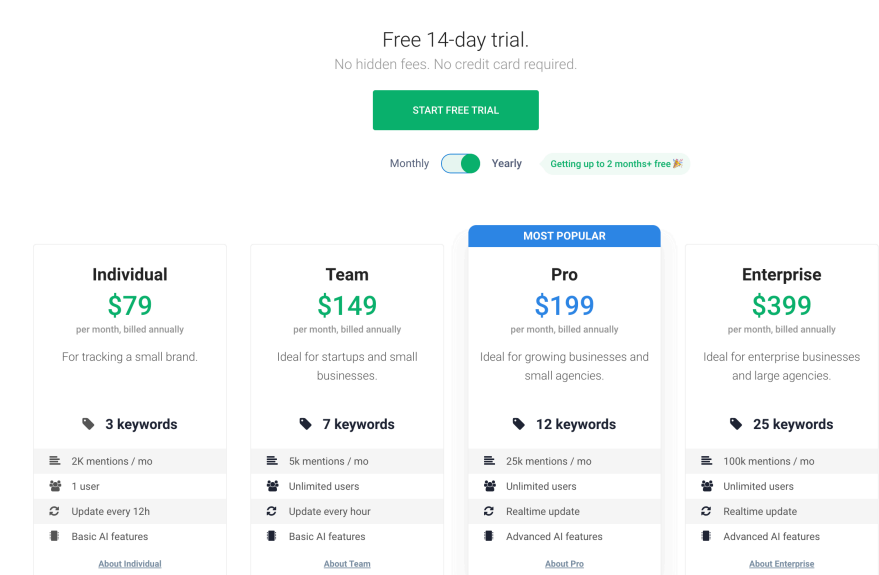 Free 14-day trial.
No hidden fees. No credit card required.
START FREE TRIAL
Monthly
Yearly
Getting up to 2 months+ free 🎉
Individual
$79
per month, billed annually
For tracking a small brand.
3 keywords
2K mentions / mo
1 user
Update every 12h
Basic AI features
About Individual
Team
$149
per month, billed annually
Ideal for startups and small
businesses.
7 keywords
5k mentions / mo
Unlimited users
Update every hour
Basic AI features
About Team
MOST POPULAR
Pro
$199
per month, billed annually
Ideal for growing businesses and
small agencies.
12 keywords
25k mentions / mo
Unlimited users
Realtime update
Advanced AI features
About Pro
Enterprise
$399
per month, billed annually
Ideal for enterprise businesses
and large agencies.
25 keywords
100k mentions / mo
Unlimited users
Realtime update
Advanced AI features
About Enterprise